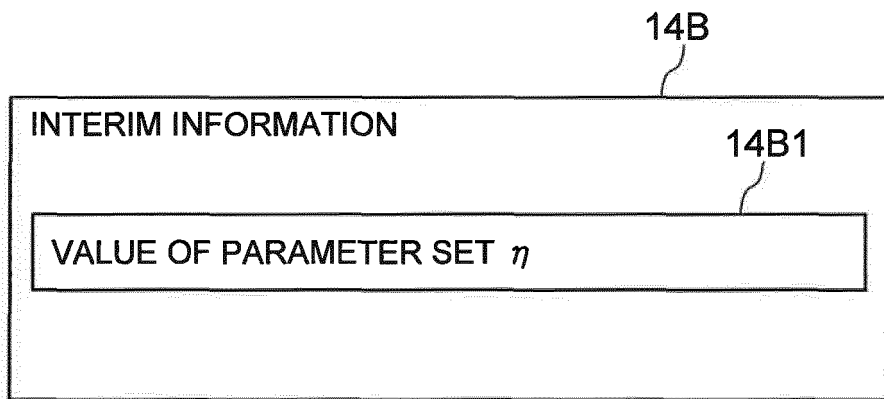 14B
INTERIM INFORMATION
14B1
VALUE OF PARAMETER SET η